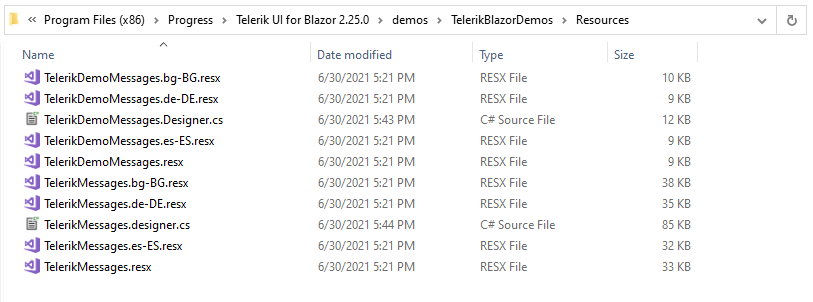 « Program Files (x86) > Progress > Telerik UI for Blazor 2.25.0 > demos > TelerikBlazorDemos > Resources
Name Date modified Type Size
TelerikDemoMessages.bg-BG.resx 6/30/2021 5:21 PM RESX File 10 KB
TelerikDemoMessages.de-DE.resx 6/30/2021 5:21 PM RESX File 9 KB
TelerikDemoMessages.Designer.cs 6/30/2021 5:43 PM C# Source File 12 KB
TelerikDemoMessages.es-ES.resx 6/30/2021 5:21 PM RESX File 9 KB
TelerikDemoMessages.resx 6/30/2021 5:21 PM RESX File 9 KB
TelerikMessages.bg-BG.resx 6/30/2021 5:21 PM RESX File 38 KB
TelerikMessages.de-DE.resx 6/30/2021 5:21 PM RESX File 35 KB
TelerikMessages.designer.cs 6/30/2021 5:44 PM C# Source File 85 KB
TelerikMessages.es-ES.resx 6/30/2021 5:21 PM RESX File 32 KB
TelerikMessages.resx 6/30/2021 5:21 PM RESX File 33 KB